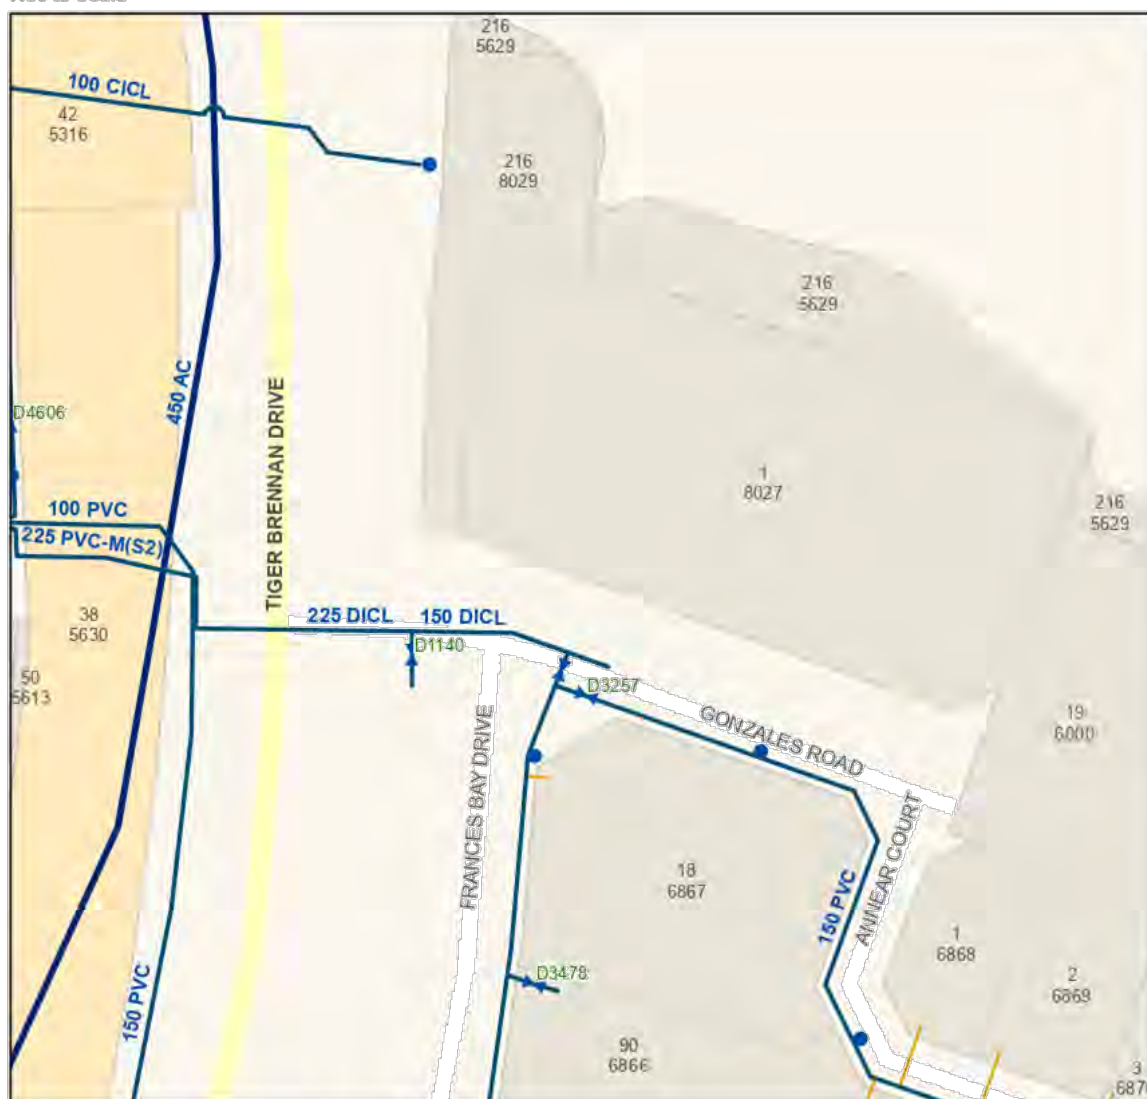 216
5629
100 CICL
42
5316
216
8029
216
5629
450 AC
TIGER BRENNAN DRIVE
D4606
1
8027
216
5629
100 PVC
225 PVC-M(S2)
38
5630
225 DICL
150 DICL
D1140
50
5613
D3257
19
6000
GONZALES ROAD
FRANCES BAY DRIVE
18
6867
ANNEAR COURT
150 PVC
1
6868
2
6869
D3478
150 PVC
90
6866
3